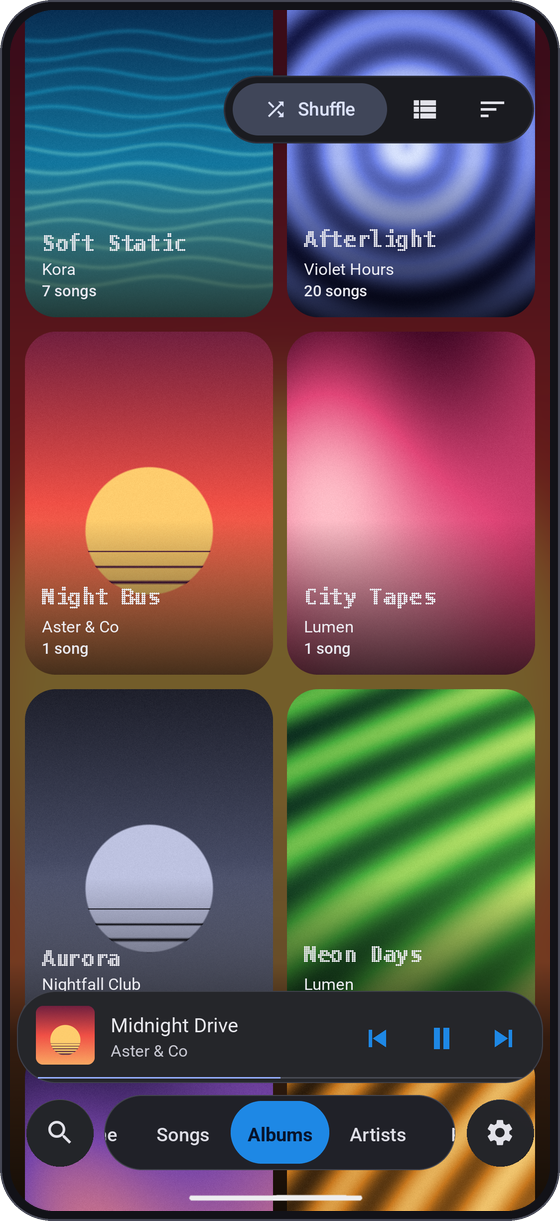 Shuffle
Soft Static
Kora
7 songs
Afterlight
Violet Hours
20 songs
Night Bus
Aster & Co
1 song
City Tapes
Lumen
1 song
Aurora
Nightfall Club
Neon Days
Lumen
Midnight Drive
Aster & Co
Songs
Albums
Artists